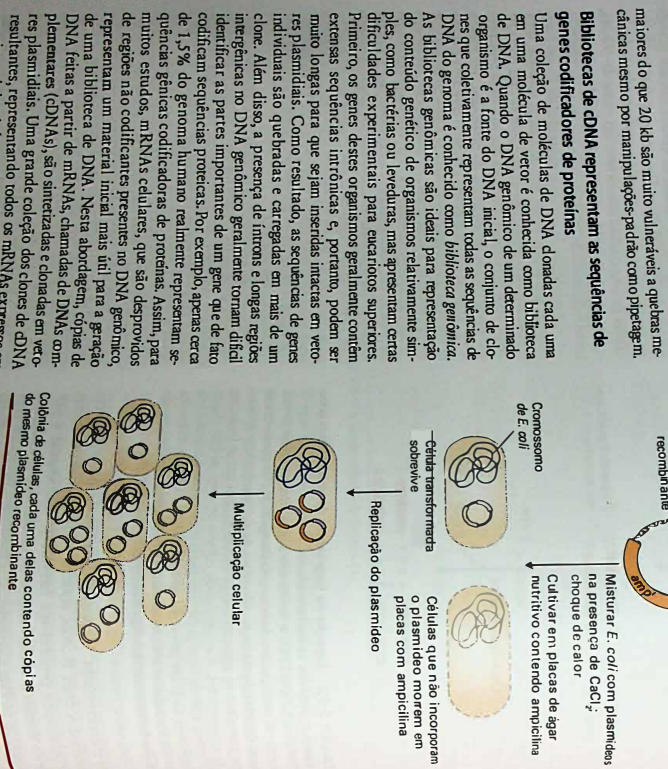 maiores do que 20 kb são muito vulneráveis a quebras me-
cânicas mesmo por manipulações-padrão como pipetagem.
Bibliotecas de cDNA representam as sequências de
genes codificadores de proteínas
Uma coleção de moléculas de DNA clonadas cada uma
em uma molécula de vetor é conhecida como biblioteca
de DNA. Quando o DNA genômico de um determinado
organismo é a fonte do DNA inicial, o conjunto de clo-
nes que coletivamente representam todas as sequências de
DNA do genoma é conhecido como biblioteca genômica.
As bibliotecas genômicas são ideais para representação
do conteúdo genético de organismos relativamente sim-
ples, como bactérias ou leveduras, mas apresentam certas
dificuldades experimentais para eucariotos superiores.
Primeiro, os genes destes organismos geralmente contêm
extensas sequências intrônicas e, portanto, podem ser
muito longas para que sejam inseridas intactas em veto-
res plasmidiais. Como resultado, as sequências de genes
individuais são quebradas e carregadas em mais de um
clone. Além disso, a presença de íntrons e longas regiões
intergênicas no DNA genômico geralmente tornam difícil
identificar as partes importantes de um gene que de fato
codificam sequências proteicas. Por exemplo, apenas cerca
de 1,5% do genoma humano realmente representam se-
quências gênicas codificadoras de proteínas. Assim, para
muitos estudos, mRNAs celulares, que são desprovidos
de regiões não codificantes presentes no DNA genômico,
representam um material inicial mais útil para a geração
de uma biblioteca de DNA. Nesta abordagem, cópias de
DNA feitas a partir de mRNAs, chamadas de DNAs com-
plementares (cDNAs), são sintetizadas e clonadas em veto-
res plasmidiais. Uma grande coleção dos clones de cDNA
resultantes, representando todos os mRNAs expressos
recombinante
amp^r
Misturar E. coli com plasmídeos
na presença de CaCl₂;
choque de calor
Cultivar em placas de ágar
nutritivo contendo ampicilina
Cromossomo
de E. coli
Célula transformada
sobrevive
Células que não incorporam
o plasmídeo morrem em
placas com ampicilina
Replicação do plasmídeo
Multiplicação celular
Colônia de células, cada uma delas contendo cópias
do mesmo plasmídeo recombinante